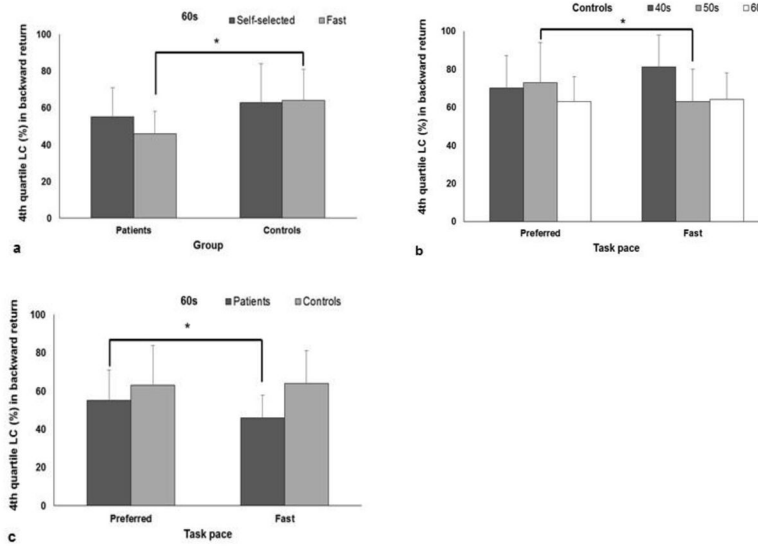 60s Self-selected Fast
4th quartile LC (%) in backward return
100
80
60
40
20
0
*
Patients Controls
Group
a
Controls 40s 50s
4th quartile LC (%) in backward return
100
80
60
40
20
0
*
Preferred Fast
Task pace
b
60s Patients Controls
4th quartile LC (%) in backward return
100
80
60
40
20
0
*
Preferred Fast
Task pace
c